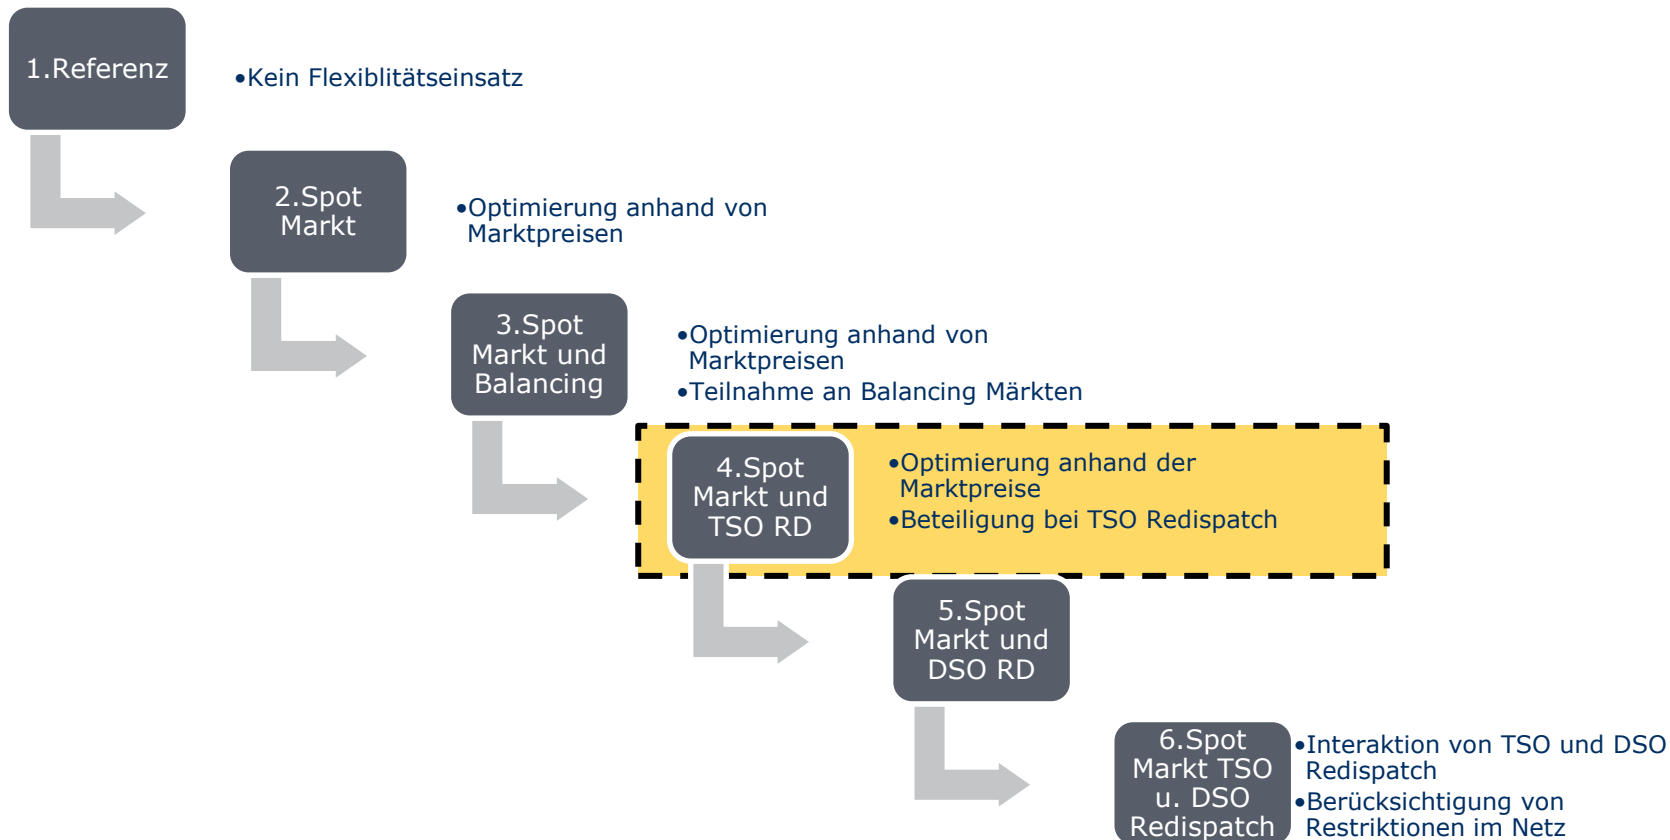 1.Referenz
•Kein Flexiblitätseinsatz
2.Spot
Markt
•Optimierung anhand von
Marktpreisen
3.Spot
Markt und
Balancing
•Optimierung anhand von
Marktpreisen
•Teilnahme an Balancing Märkten
4.Spot
Markt und
TSO RD
•Optimierung anhand der
Marktpreise
•Beteiligung bei TSO Redispatch
5.Spot
Markt und
DSO RD
6.Spot
Markt TSO
u. DSO
Redispatch
•Interaktion von TSO und DSO
Redispatch
•Berücksichtigung von
Restriktionen im Netz